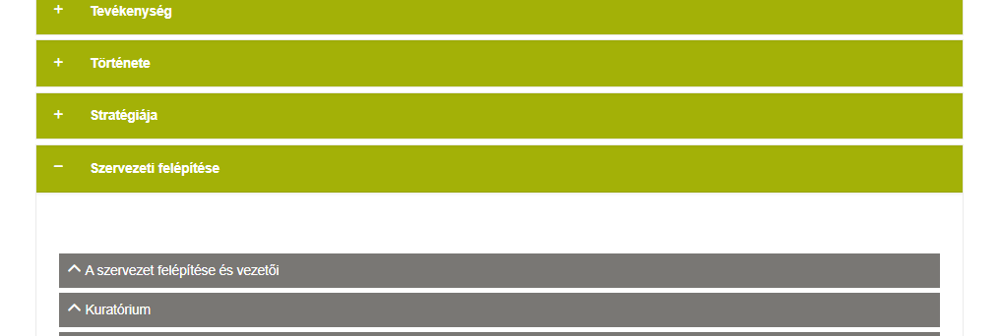 Tevékenység
Története
Stratégiája
Szervezeti felépítése
A szervezet felépítése és vezetői
Kuratórium